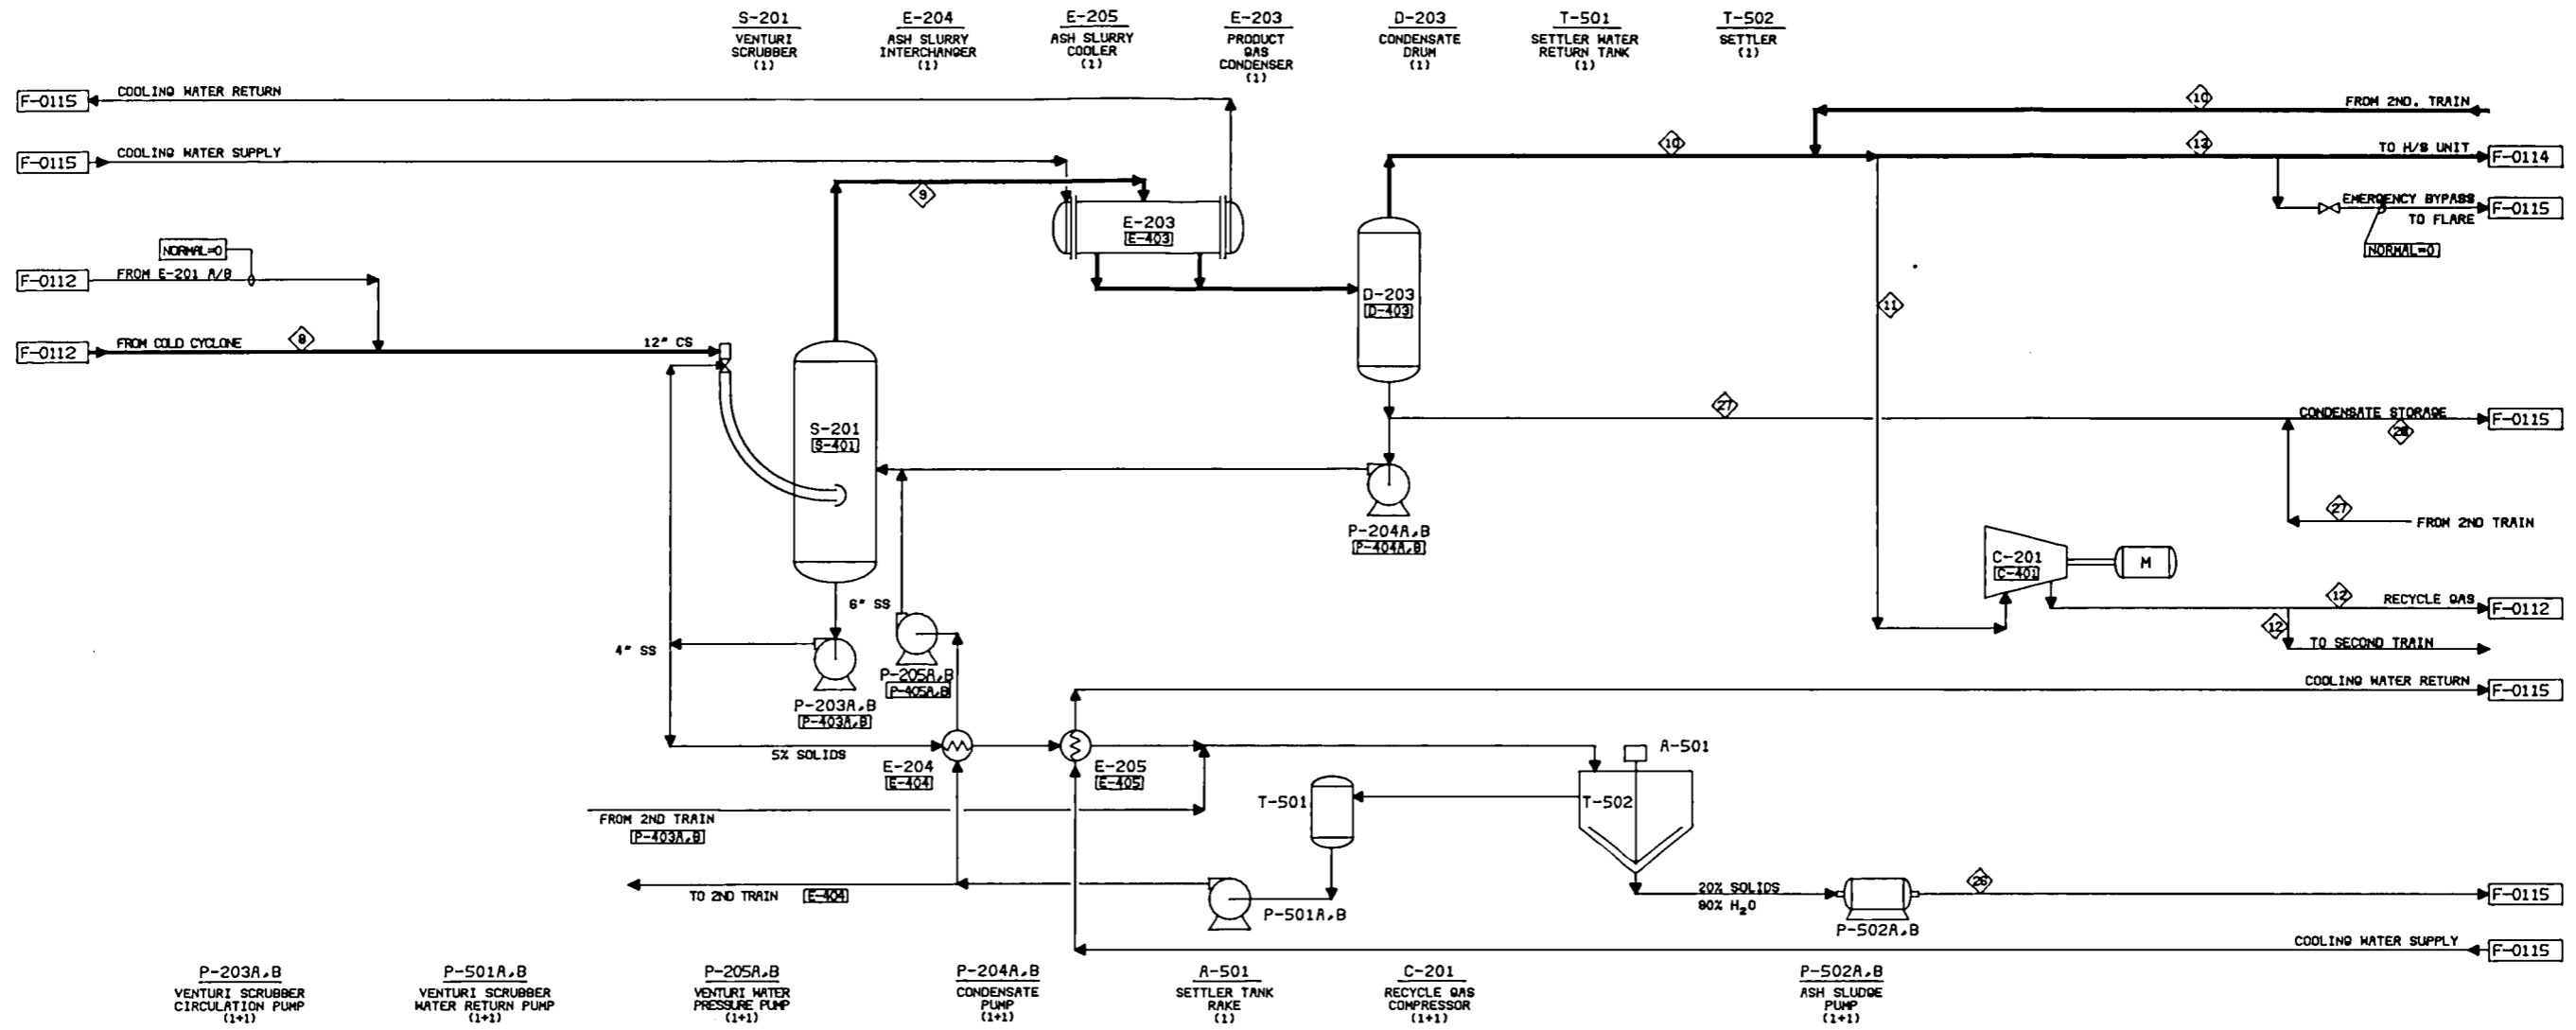 S-201
VENTURI
SCRUBBER
(1)
E-204
ASH SLURRY
INTERCHANGER
(1)
E-205
ASH SLURRY
COOLER
(1)
E-203
PRODUCT
GAS
CONDENSER
(1)
D-203
CONDENSATE
DRUM
(1)
T-501
SETTLER WATER
RETURN TANK
(1)
T-502
SETTLER
(1)
F-0115
COOLING WATER RETURN
10
FROM 2ND. TRAIN
F-0115
COOLING WATER SUPPLY
10
13
TO H/S UNIT
F-0114
9
EMERGENCY BYPASS
TO FLARE
F-0115
NORMAL=0
E-203
E-403
NORMAL=0
F-0112
FROM E-201 A/B
D-203
D-403
11
F-0112
FROM COLD CYCLONE
8
12" CS
27
CONDENSATE STORAGE
F-0115
28
S-201
S-401
27
FROM 2ND TRAIN
P-204A,B
P-404A,B
C-201
C-401
M
12
RECYCLE GAS
F-0112
6" SS
12
TO SECOND TRAIN
4" SS
P-205A,B
P-405A,B
COOLING WATER RETURN
F-0115
P-203A,B
P-403A,B
5% SOLIDS
A-501
E-204
E-404
E-205
E-405
T-501
T-502
FROM 2ND TRAIN
P-403A,B
TO 2ND TRAIN
E-404
P-501A,B
20% SOLIDS
80% H2O
26
F-0115
P-502A,B
COOLING WATER SUPPLY
F-0115
P-203A,B
VENTURI SCRUBBER
CIRCULATION PUMP
(1+1)
P-501A,B
VENTURI SCRUBBER
WATER RETURN PUMP
(1+1)
P-205A,B
VENTURI WATER
PRESSURE PUMP
(1+1)
P-204A,B
CONDENSATE
PUMP
(1+1)
A-501
SETTLER TANK
RAKE
(1)
C-201
RECYCLE GAS
COMPRESSOR
(1+1)
P-502A,B
ASH SLUDGE
PUMP
(1+1)